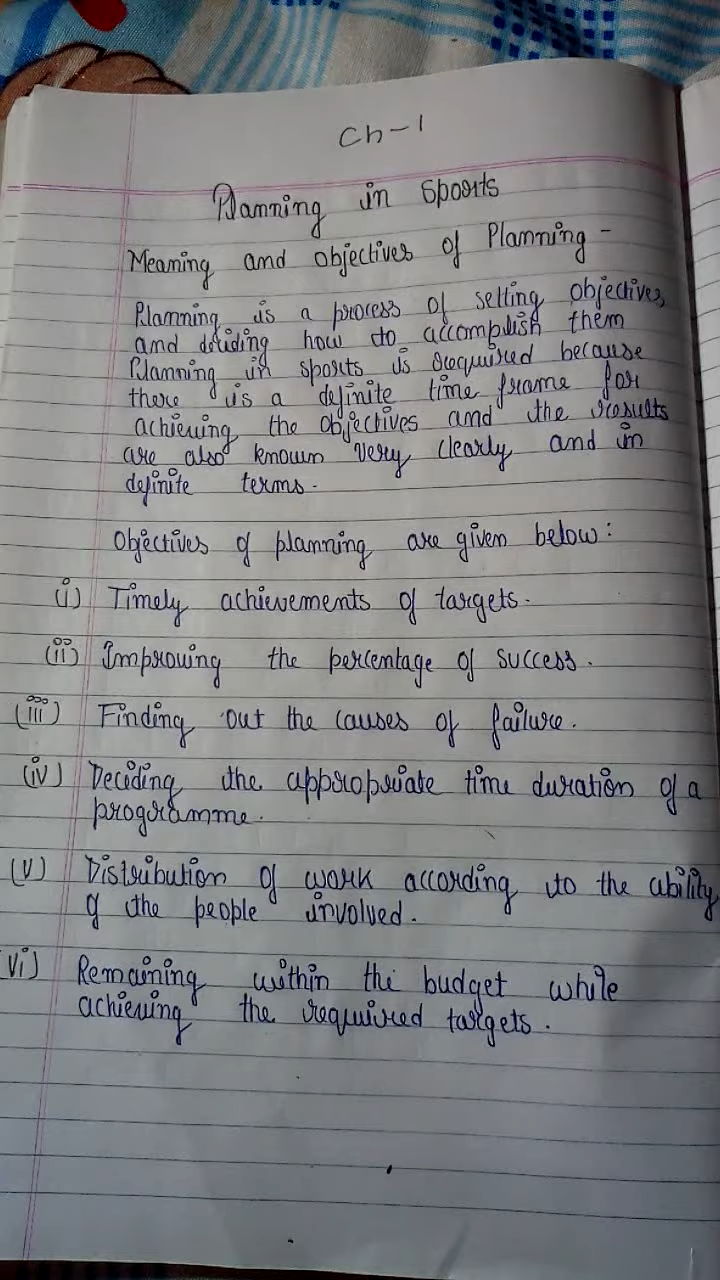 Ch-1
Planning in Sports
Meaning and objectives of Planning -
Planning is a process of setting objectives,
and deciding how to accomplish them
Planning in sports is required because
there is a definite time frame for
achieving the objectives and the results
are also known very clearly and in
definite terms.
Objectives of planning are given below:
(i) Timely achievements of targets.
(ii) Improving the percentage of success.
(iii) Finding out the causes of failure.
(iv) Deciding the appropriate time duration of a
programme.
(v) Distribution of work according to the ability
of the people involved.
(vi) Remaining within the budget while
achieving the required targets.